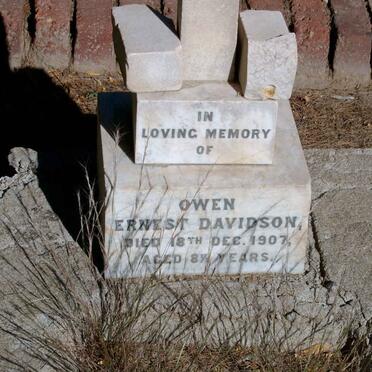 IN
LOVING MEMORY
OF
OWEN
ERNEST DAVIDSON,
DIED 18TH DEC. 1907,
AGED 8½ YEARS.